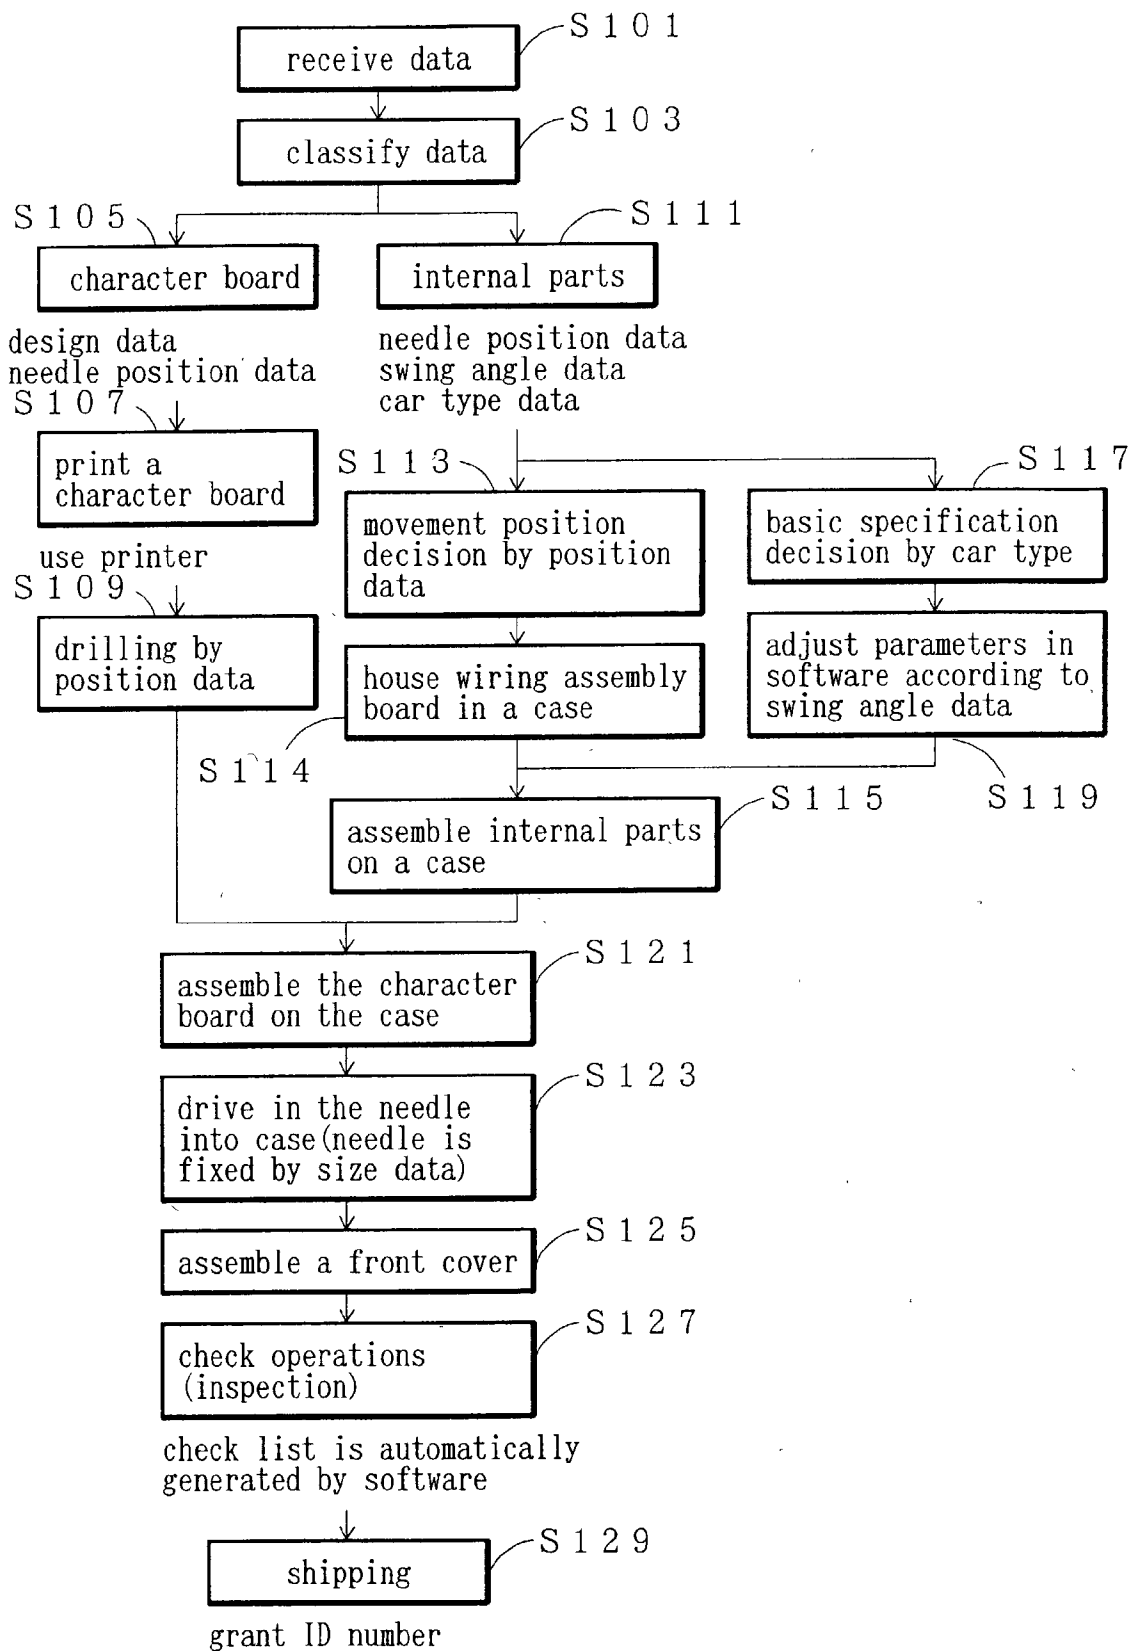 S101
receive data
S103
classify data
S105
S111
character board
internal parts
design data
needle position data
needle position data
swing angle data
car type data
S107
print a
character board
S113
S117
movement position
decision by position
data
basic specification
decision by car type
use printer
S109
drilling by
position data
house wiring assembly
board in a case
adjust parameters in
software according to
swing angle data
S114
S119
S115
assemble internal parts
on a case
S121
assemble the character
board on the case
S123
drive in the needle
into case(needle is
fixed by size data)
S125
assemble a front cover
S127
check operations
(inspection)
check list is automatically
generated by software
S129
shipping
grant ID number